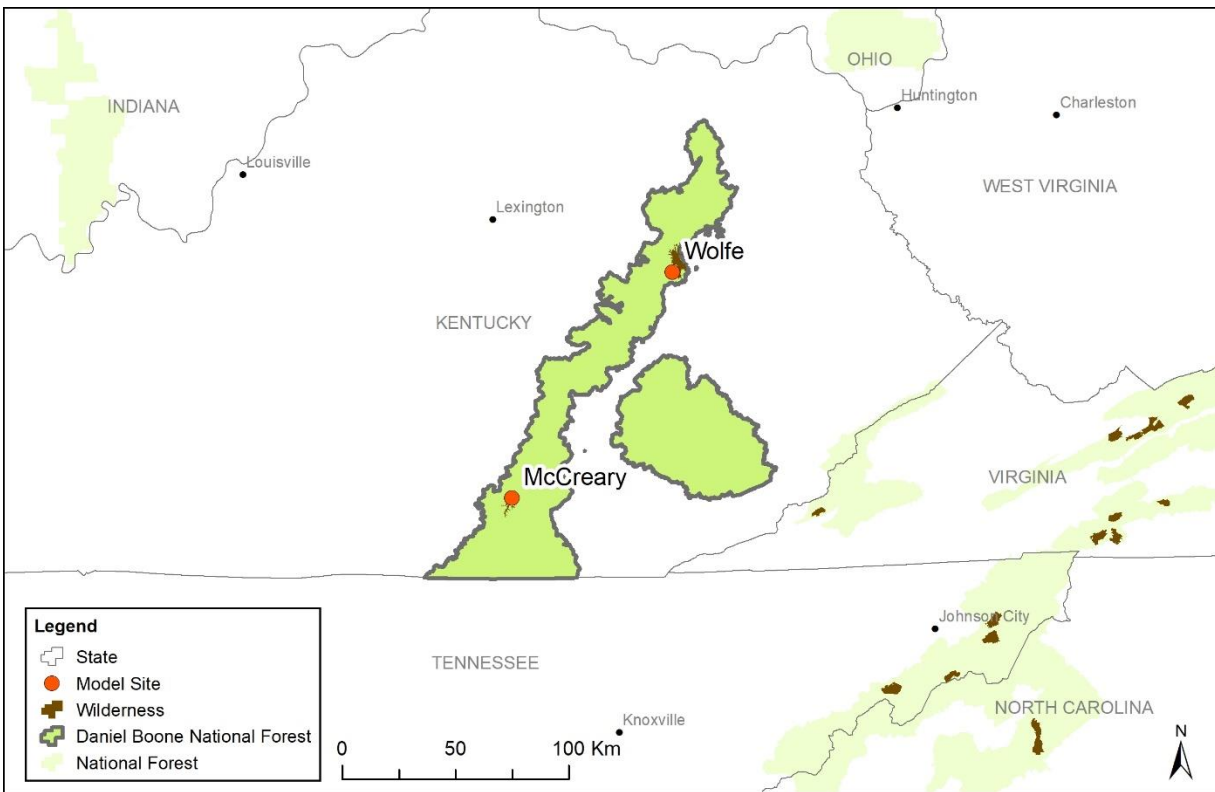 OHIO
INDIANA
Huntington
Charleston
Louisville
WEST VIRGINIA
Lexington
Wolfe
KENTUCKY
McCreary
VIRGINIA
Legend
State
Model Site
Wilderness
Daniel Boone National Forest
National Forest
TENNESSEE
Johnson City
NORTH CAROLINA
Knoxville
0 50 100 Km
N